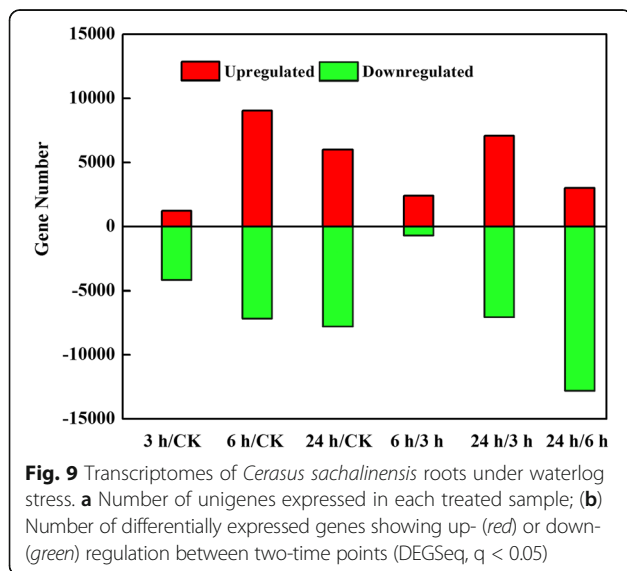 15000
Upregulated Downregulated
10000
5000
0
-5000
-10000
-15000
Gene Number
3 h/CK 6 h/CK 24 h/CK 6 h/3 h 24 h/3 h 24 h/6 h
Fig. 9 Transcriptomes of Cerasus sachalinensis roots under waterlog
stress. a Number of unigenes expressed in each treated sample; (b)
Number of differentially expressed genes showing up- (red) or down-
(green) regulation between two-time points (DEGSeq, q < 0.05)